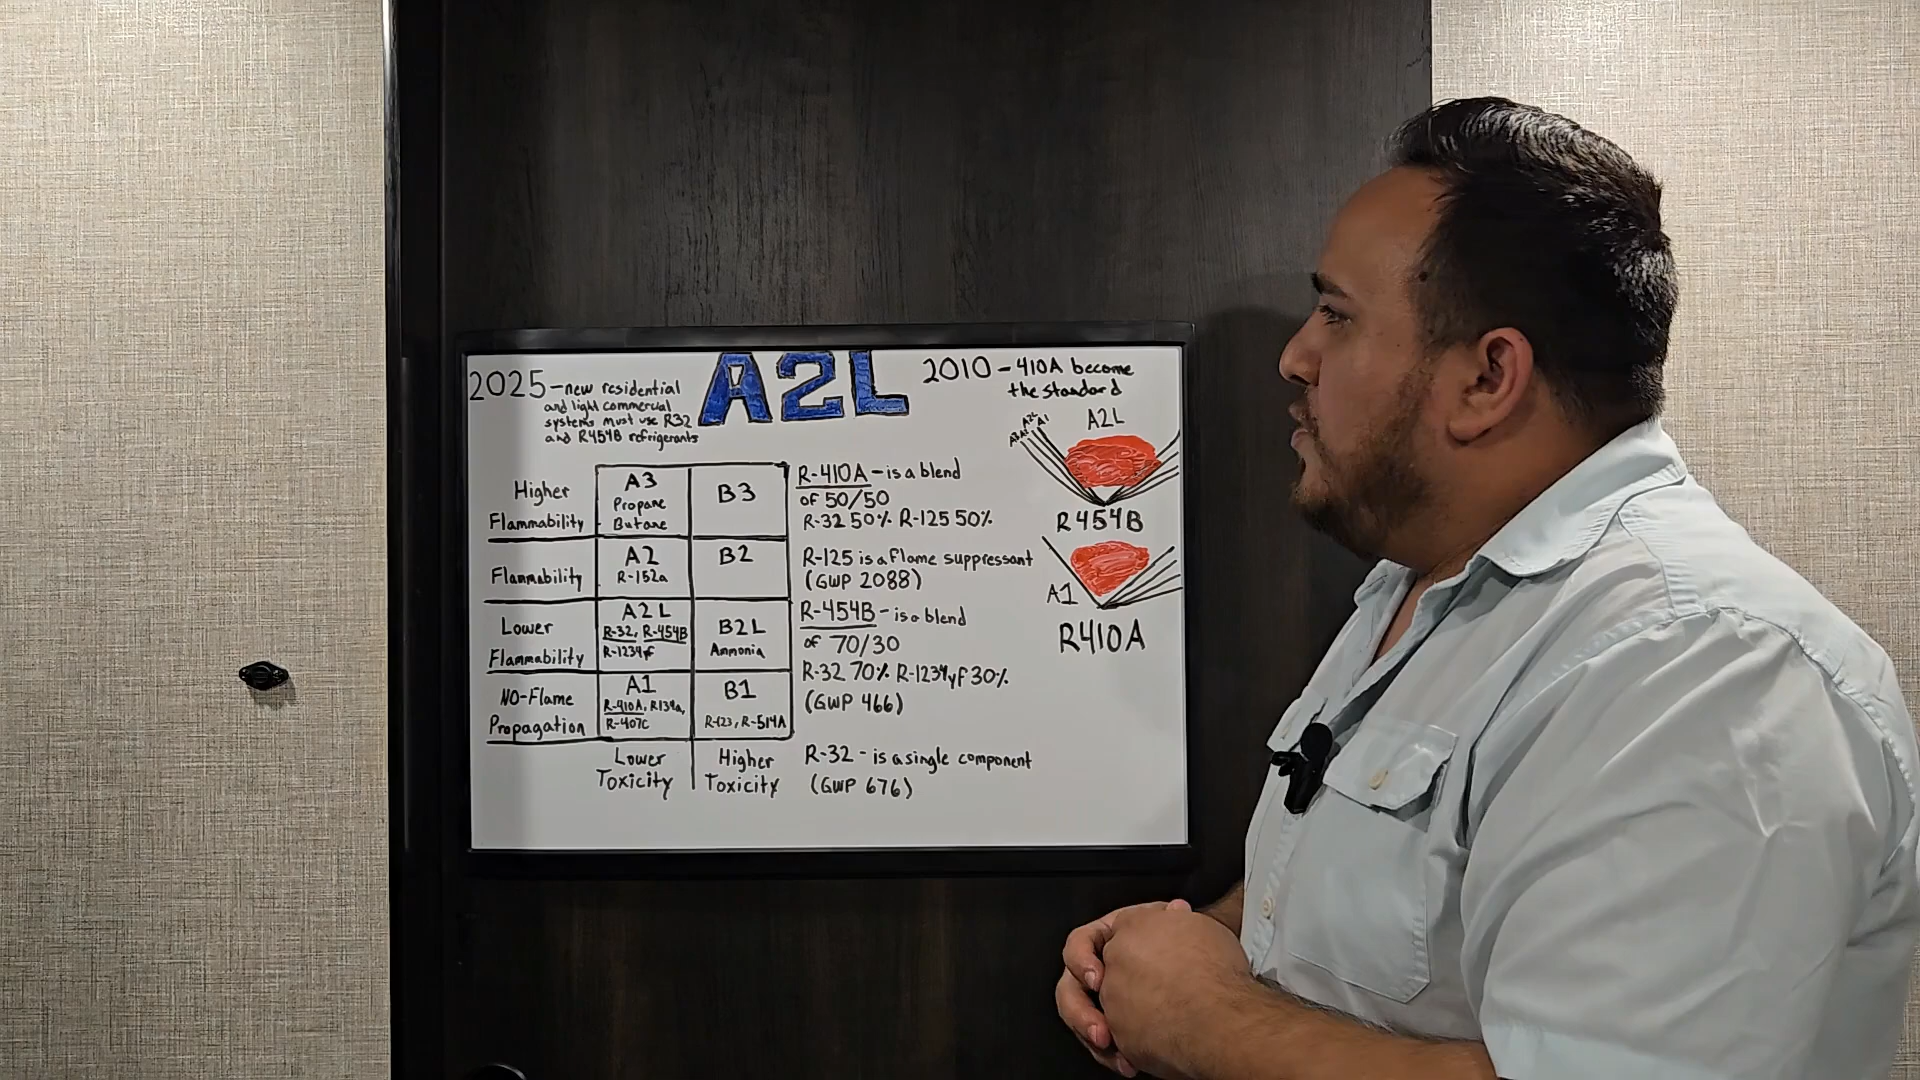 A2L
2025-new residential
and light commercial
systems must use R32
and R454B refrigerants
2010-410A become
the standard
Higher
Flammability
A3
Propane
Butane
B3
Flammability
A2
R-152a
B2
Lower
Flammability
A2L
R-32, R-454B
R-1234yf
B2L
Ammonia
NO-Flame
Propagation
A1
R-410A, R134a,
R-407C
B1
R-123, R-514A
Lower
Toxicity
Higher
Toxicity
R-410A-is a blend
of 50/50
R-32 50% R-125 50%
R-125 is a flame suppressant
(GWP 2088)
R-454B-is a blend
of 70/30
R-32 70% R-1234yf 30%
(GWP 466)
R-32 - is a single component
(GWP 676)
A2L
A1
R454B
A1
R410A